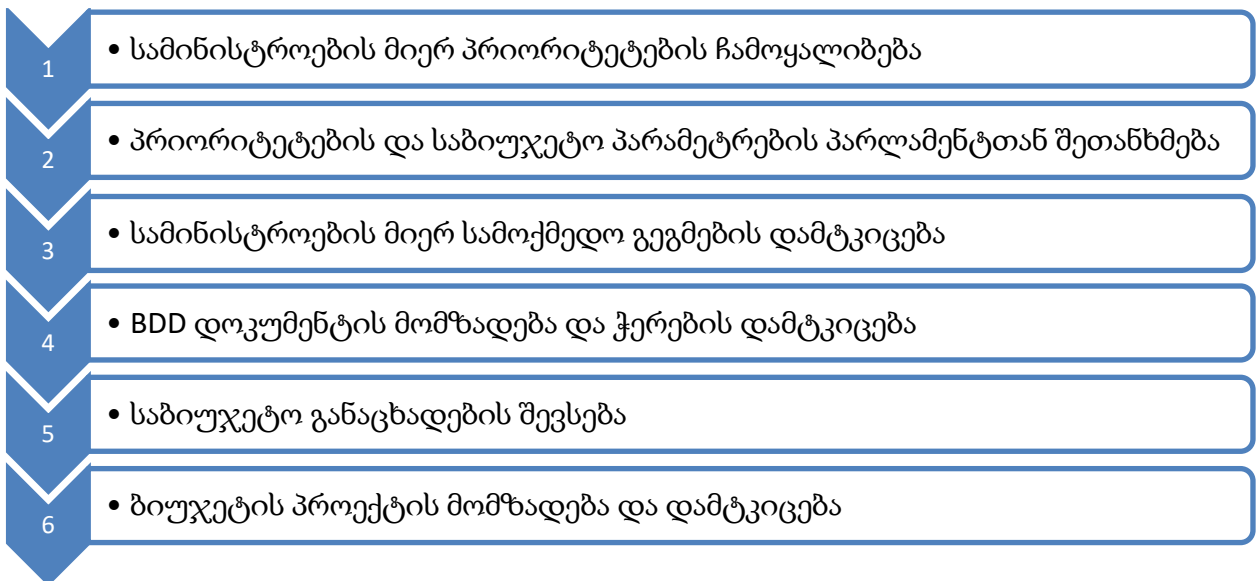 1 • სამინისტროების მიერ პრიორიტეტების ჩამოყალიბება
2 • პრიორიტეტების და საბიუჯეტო პარამეტრების პარლამენტთან შეთანხმება
3 • სამინისტროების მიერ სამოქმედო გეგმების დამტკიცება
4 • BDD დოკუმენტის მომზადება და ჭერების დამტკიცება
5 • საბიუჯეტო განაცხადების შევსება
6 • ბიუჯეტის პროექტის მომზადება და დამტკიცება